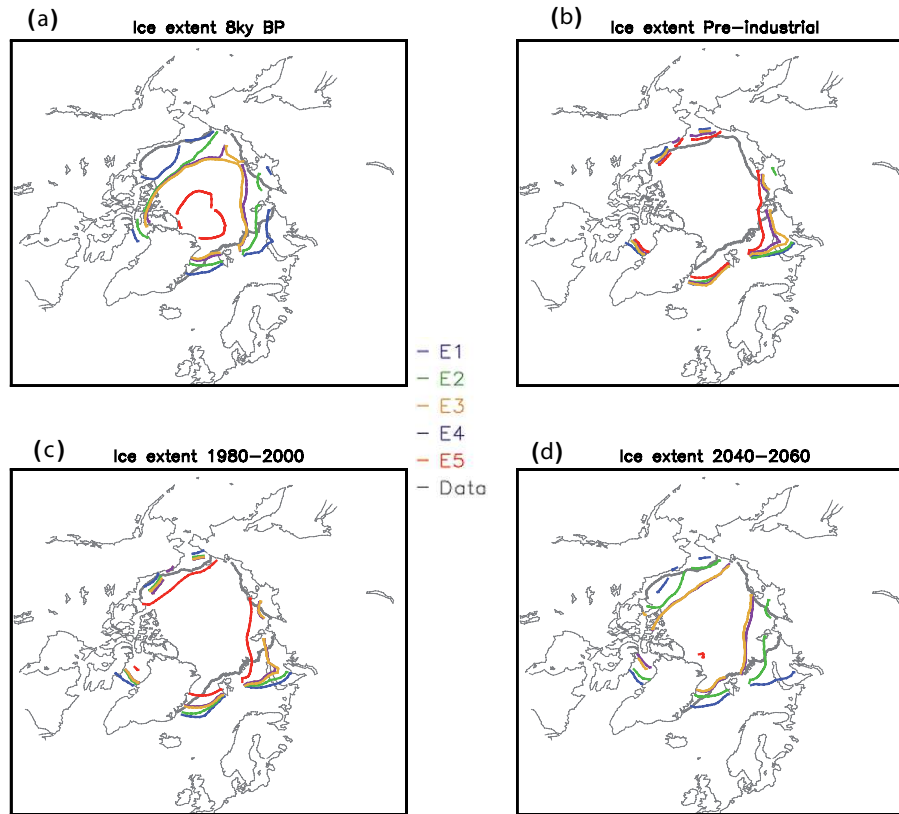 (a)
Ice extent 8ky BP
(b)
Ice extent Pre-industrial
E1
E2
E3
E4
E5
Data
(c)
Ice extent 1980-2000
(d)
Ice extent 2040-2060